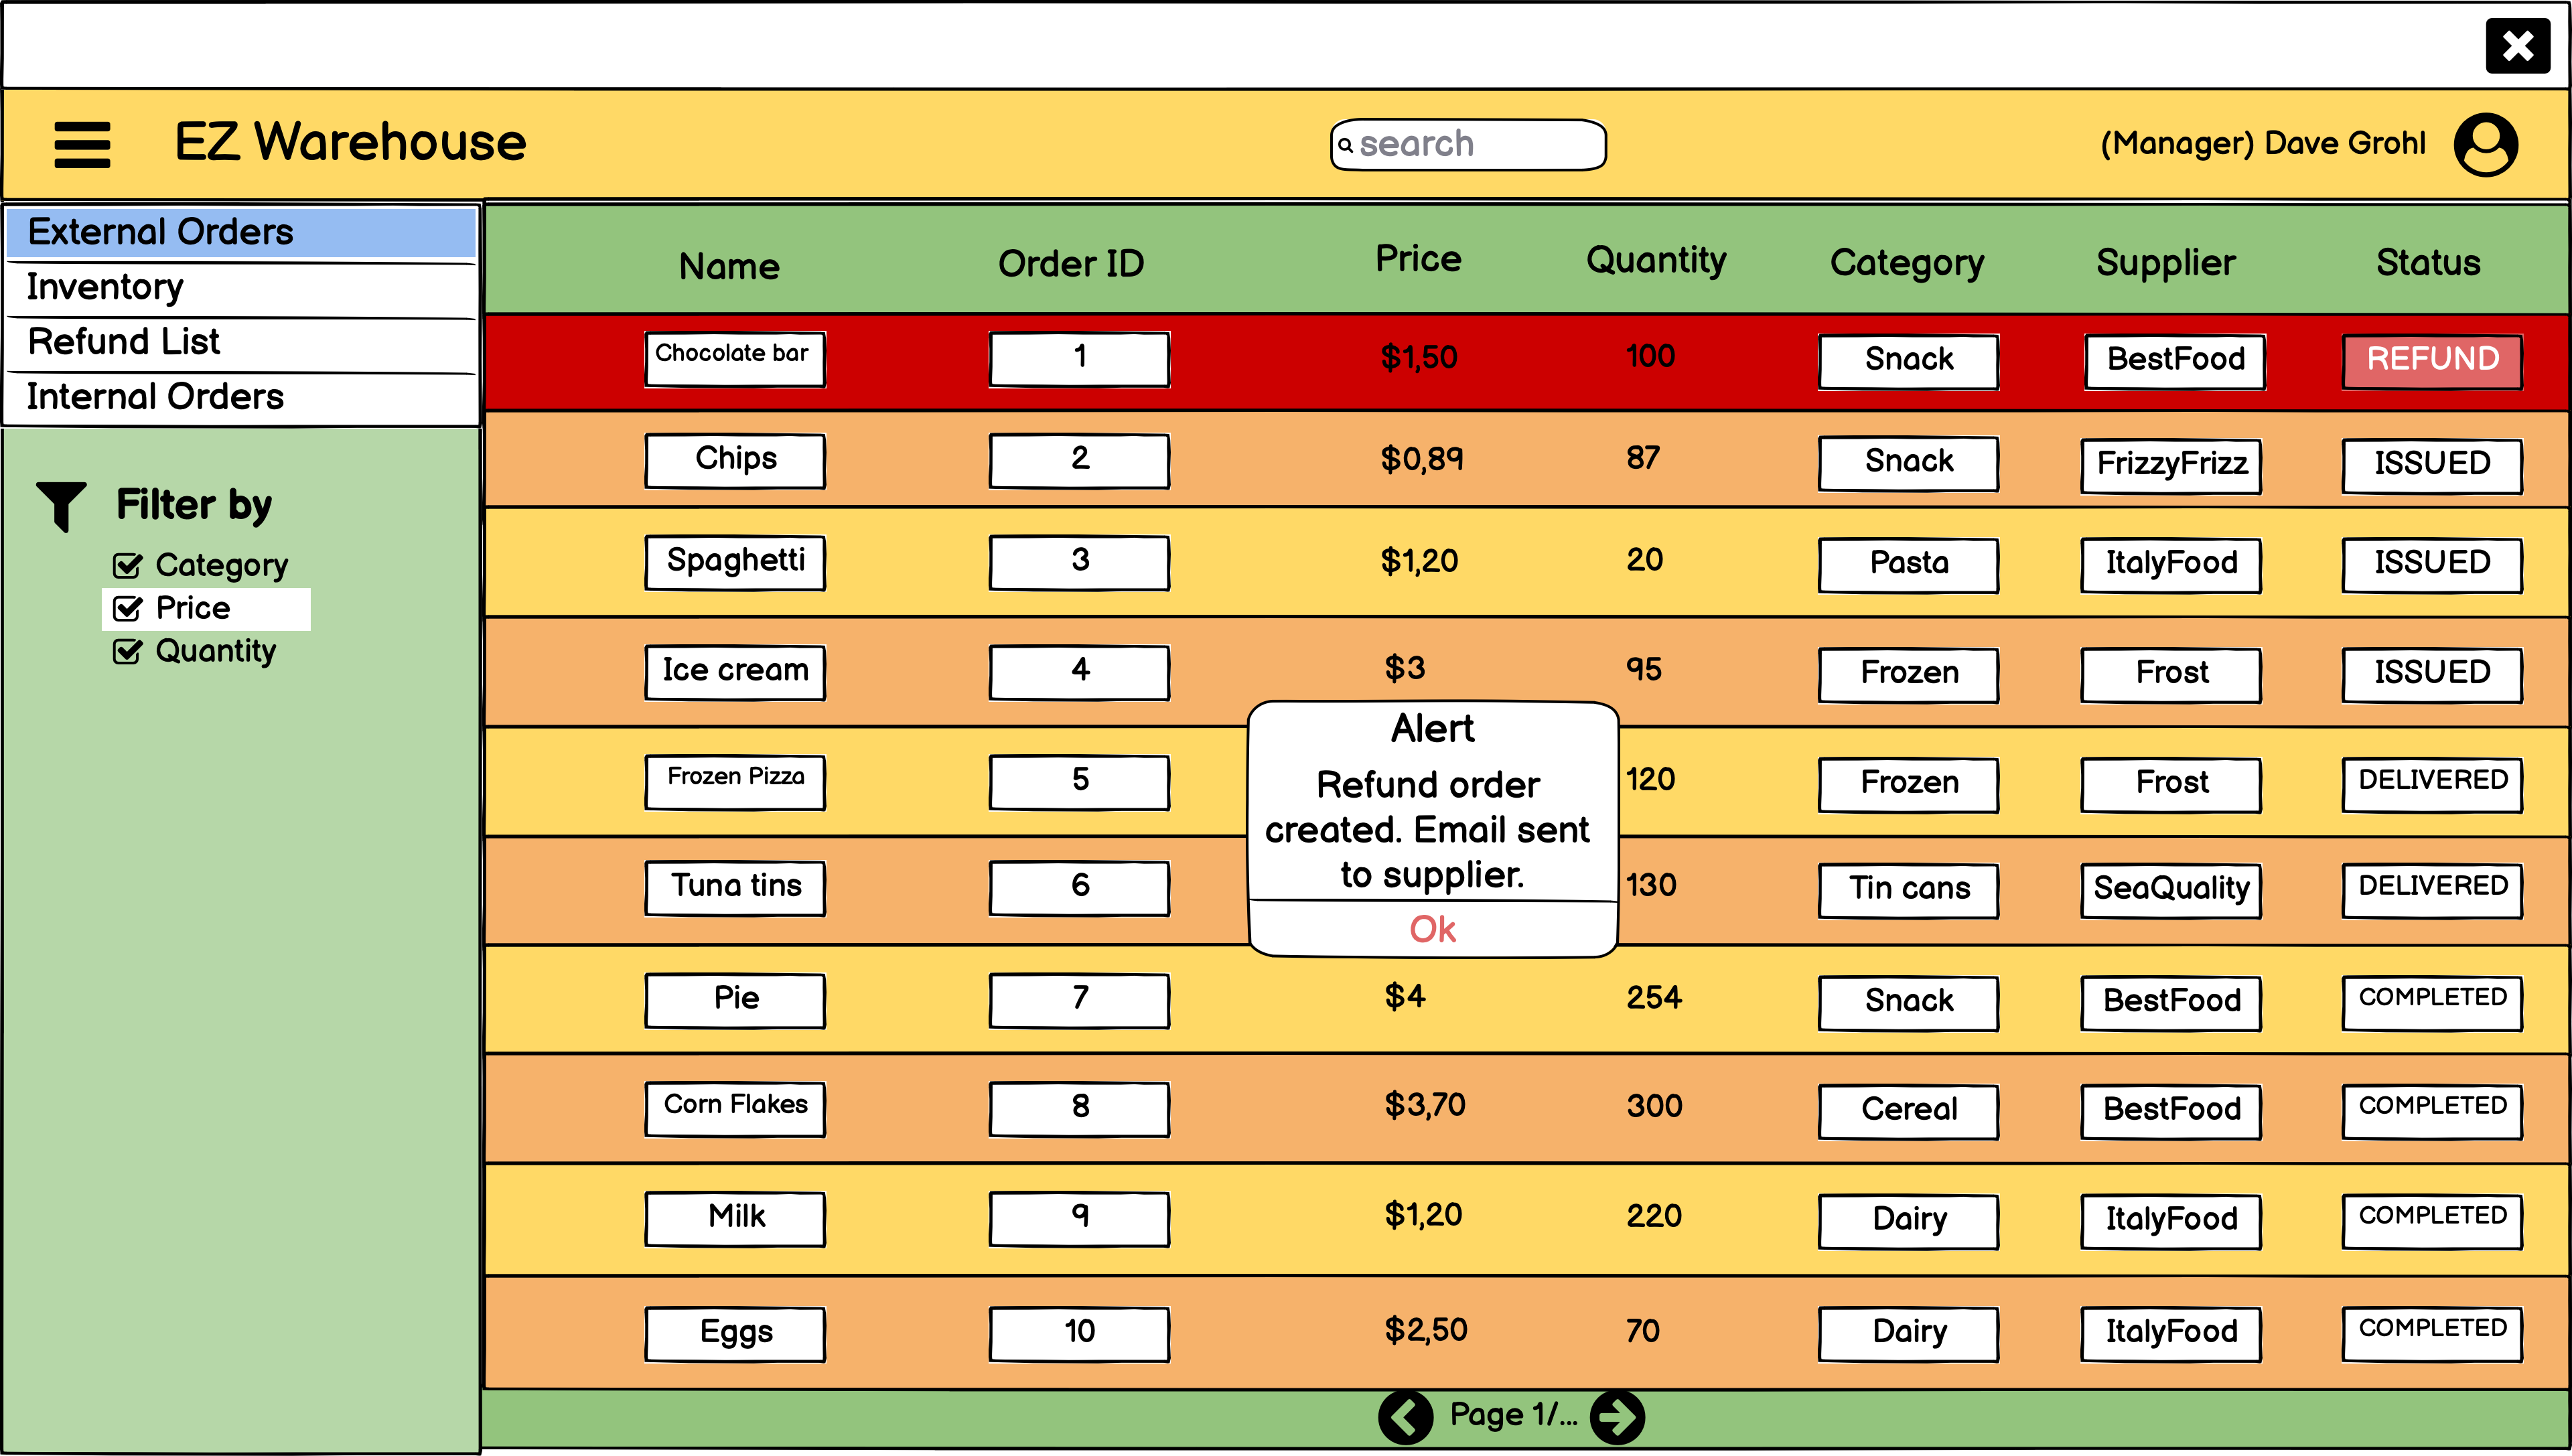 EZ Warehouse
search
(Manager) Dave Grohl
External Orders
Inventory
Refund List
Internal Orders
Filter by
Category
Price
Quantity
Name Order ID Price Quantity Category Supplier Status
Chocolate bar 1 $1,50 100 Snack BestFood REFUND
Chips 2 $0,89 87 Snack FrizzyFrizz ISSUED
Spaghetti 3 $1,20 20 Pasta ItalyFood ISSUED
Ice cream 4 $3 95 Frozen Frost ISSUED
Frozen Pizza 5 120 Frozen Frost DELIVERED
Tuna tins 6 130 Tin cans SeaQuality DELIVERED
Pie 7 $4 254 Snack BestFood COMPLETED
Corn Flakes 8 $3,70 300 Cereal BestFood COMPLETED
Milk 9 $1,20 220 Dairy ItalyFood COMPLETED
Eggs 10 $2,50 70 Dairy ItalyFood COMPLETED
Alert
Refund order
created. Email sent
to supplier.
Ok
Page 1/...